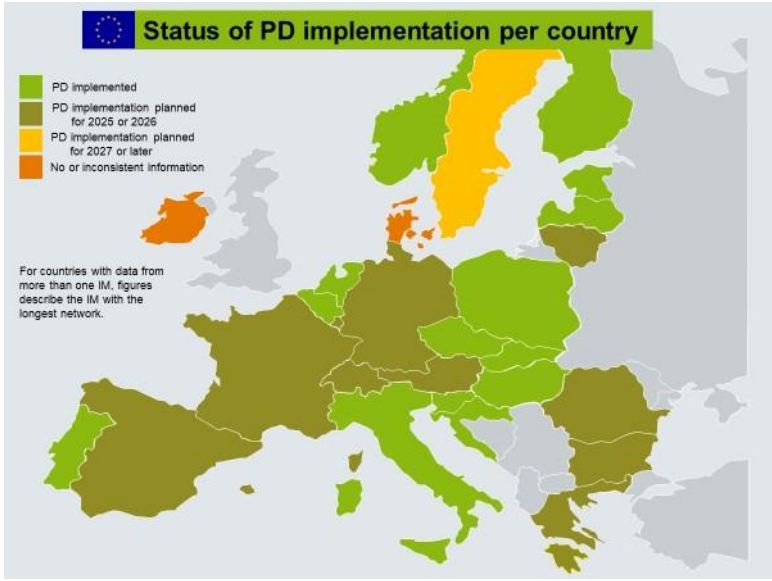 Status of PD implementation per country
PD implemented
PD implementation planned
for 2025 or 2026
PD implementation planned
for 2027 or later
No or inconsistent information
For countries with data from
more than one IM, figures
describe the IM with the
longest network.